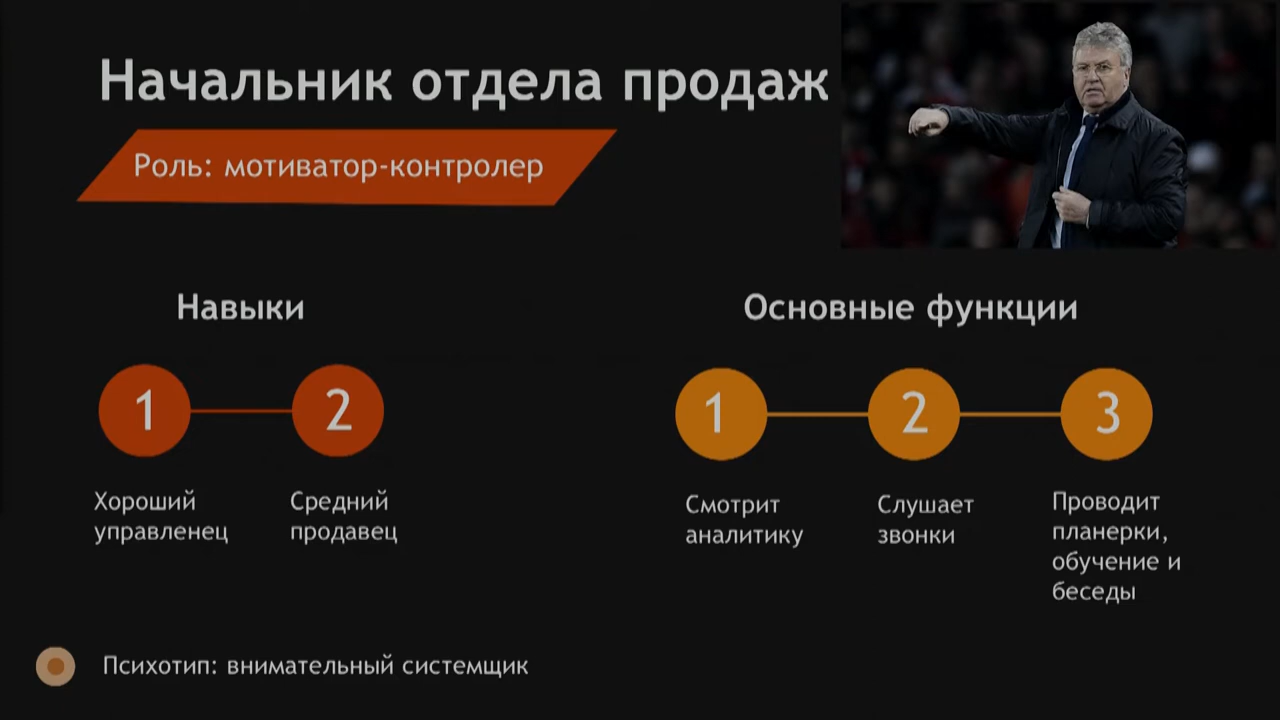 Начальник отдела продаж
Роль: мотиватор-контролер
Навыки
1
2
Хороший
управленец
Средний
продавец
Основные функции
1
2
3
Смотрит
аналитику
Слушает
звонки
Проводит
планерки,
обучение и
беседы
Психотип: внимательный системщик